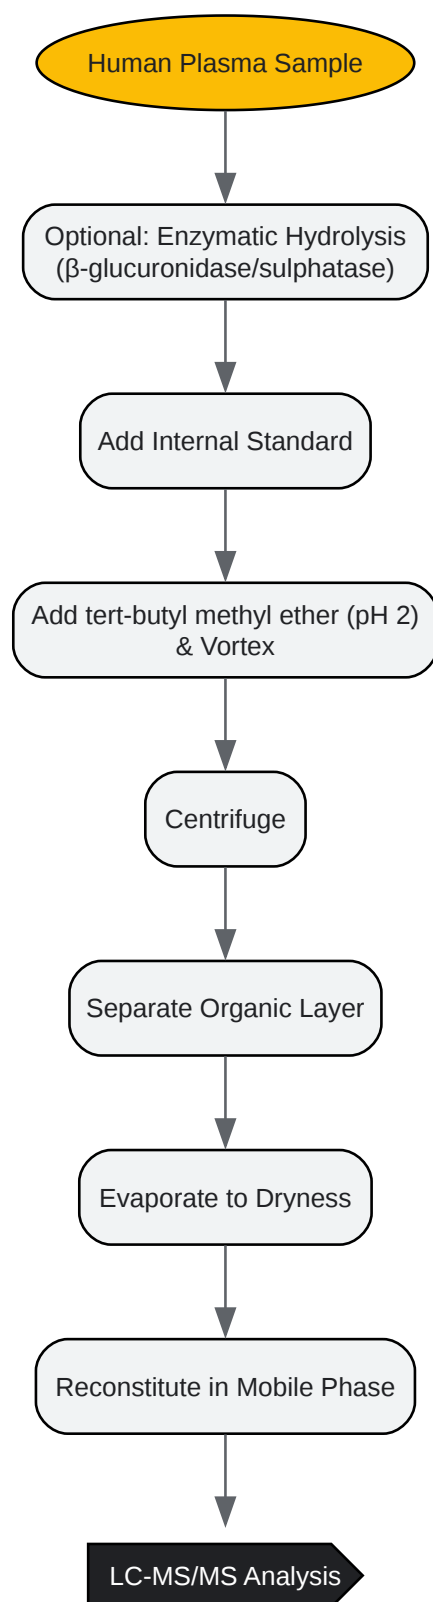 Human Plasma Sample
Optional: Enzymatic Hydrolysis
(β-glucuronidase/sulphatase)
Add Internal Standard
Add tert-butyl methyl ether (pH 2)
& Vortex
Centrifuge
Separate Organic Layer
Evaporate to Dryness
Reconstitute in Mobile Phase
LC-MS/MS Analysis